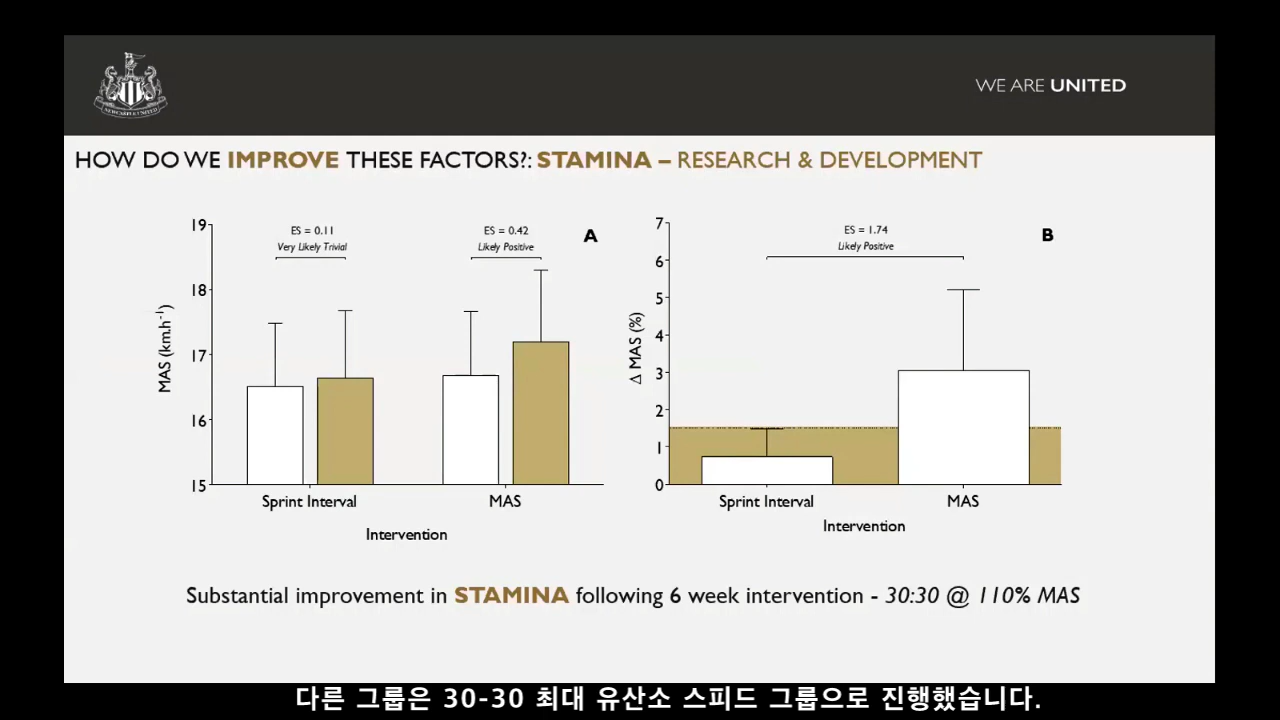 NEWCASTLE UNITED
WE ARE UNITED
HOW DO WE IMPROVE THESE FACTORS?: STAMINA – RESEARCH & DEVELOPMENT
19
18
17
16
15
MAS (km.h-1)
ES = 0.11
Very Likely Trivial
ES = 0.42
Likely Positive
A
Sprint Interval
MAS
Intervention
7
6
5
4
3
2
1
0
Δ MAS (%)
ES = 1.74
Likely Positive
B
Sprint Interval
MAS
Intervention
Substantial improvement in STAMINA following 6 week intervention - 30:30 @ 110% MAS
다른 그룹은 30-30 최대 유산소 스피드 그룹으로 진행했습니다.